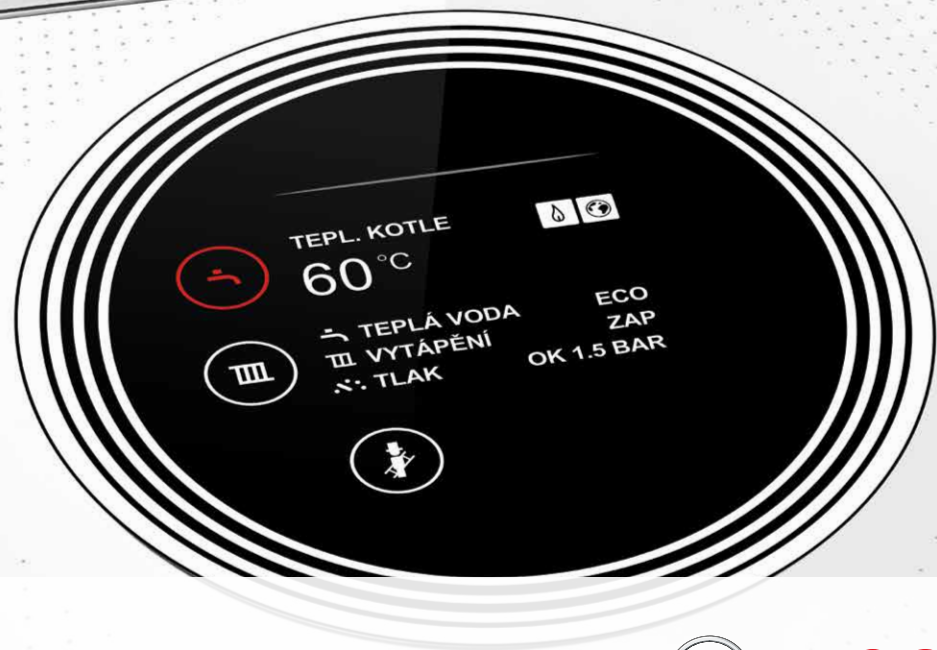 TEPL. KOTLE
60 °C
TEPLÁ VODA ECO
VYTÁPĚNÍ ZAP
TLAK OK 1.5 BAR